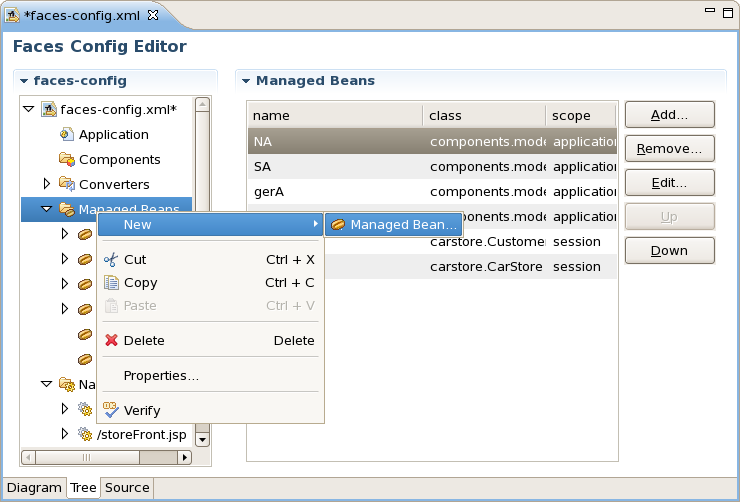 *faces-config.xml
Faces Config Editor
faces-config
faces-config.xml*
Application
Components
Converters
Managed Beans
Na
/storeFront.jsp
New
Cut Ctrl + X
Copy Ctrl + C
Paste Ctrl + V
Delete Delete
Properties...
Verify
Managed Bean...
Managed Beans
name class scope
NA components.mode application
SA components.mode application
gerA components.mode application
components.mode application
carstore.Customer session
carstore.CarStore session
Add...
Remove...
Edit...
Up
Down
Diagram Tree Source